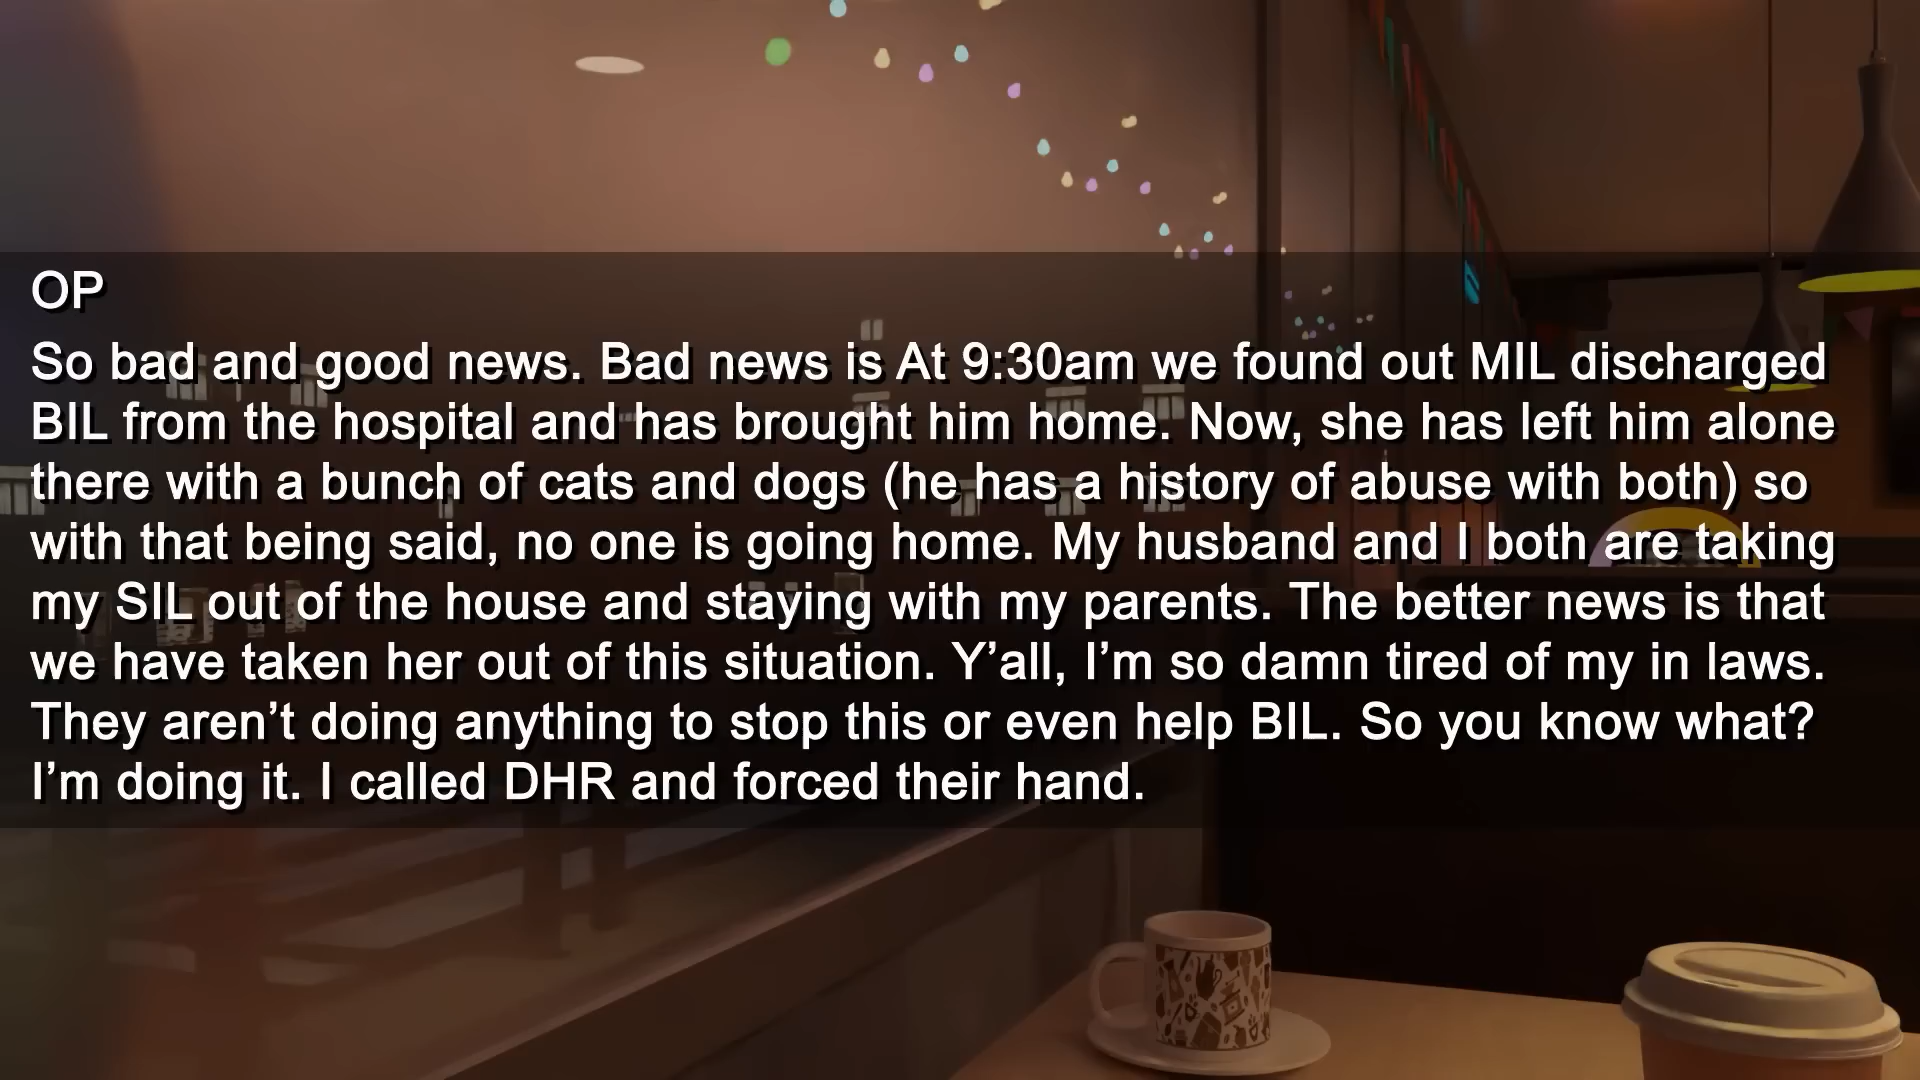 OP
So bad and good news. Bad news is At 9:30am we found out MIL discharged
BIL from the hospital and has brought him home. Now, she has left him alone
there with a bunch of cats and dogs (he has a history of abuse with both) so
with that being said, no one is going home. My husband and I both are taking
my SIL out of the house and staying with my parents. The better news is that
we have taken her out of this situation. Y’all, I’m so damn tired of my in laws.
They aren’t doing anything to stop this or even help BIL. So you know what?
I’m doing it. I called DHR and forced their hand.